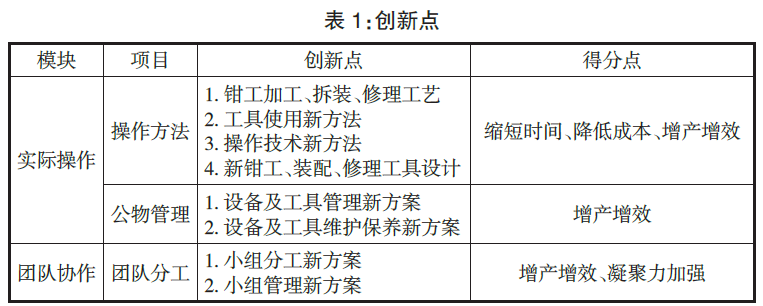 表 1:创新点
模块 项目 创新点 得分点
实际操作 操作方法 1. 钳工加工、拆装、修理工艺
2. 工具使用新方法
3. 操作技术新方法
4. 新钳工、装配、修理工具设计
缩短时间、降低成本、增产增效
公物管理 1. 设备及工具管理新方案
2. 设备及工具维护保养新方案
增产增效
团队协作 团队分工 1. 小组分工新方案
2. 小组管理新方案
增产增效、凝聚力加强